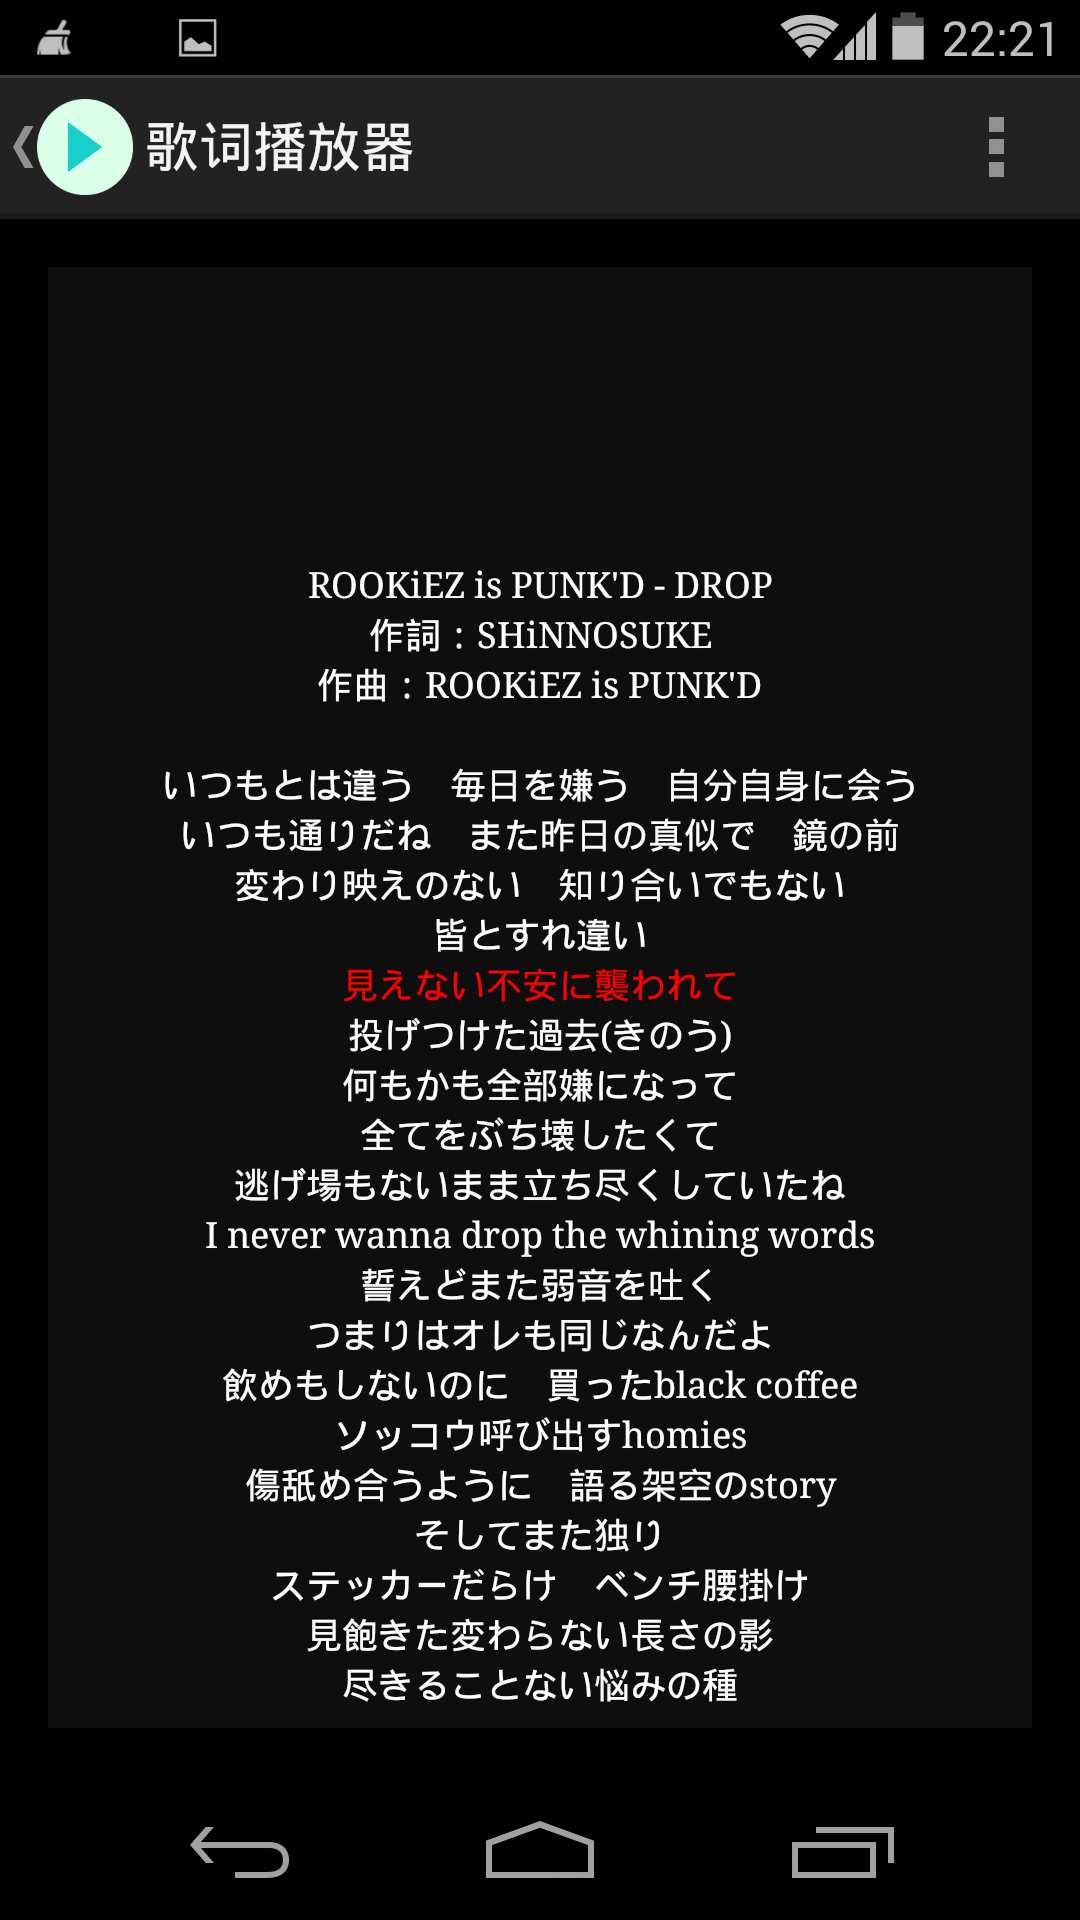 22:21
歌词播放器
ROOKiEZ is PUNK'D - DROP
作詞：SHiNNOSUKE
作曲：ROOKiEZ is PUNK'D
いつもとは違う　毎日を嫌う　自分自身に会う
いつも通りだね　また昨日の真似で　鏡の前
変わり映えのない　知り合いでもない
皆とすれ違い
見えない不安に襲われて
投げつけた過去(きのう)
何もかも全部嫌になって
全てをぶち壊したくて
逃げ場もないまま立ち尽くしていたね
I never wanna drop the whining words
誓えどまた弱音を吐く
つまりはオレも同じなんだよ
飲めもしないのに　買ったblack coffee
ソッコウ呼び出すhomies
傷舐め合うように　語る架空のstory
そしてまた独り
ステッカーだらけ　ベンチ腰掛け
見飽きた変わらない長さの影
尽きることない悩みの種